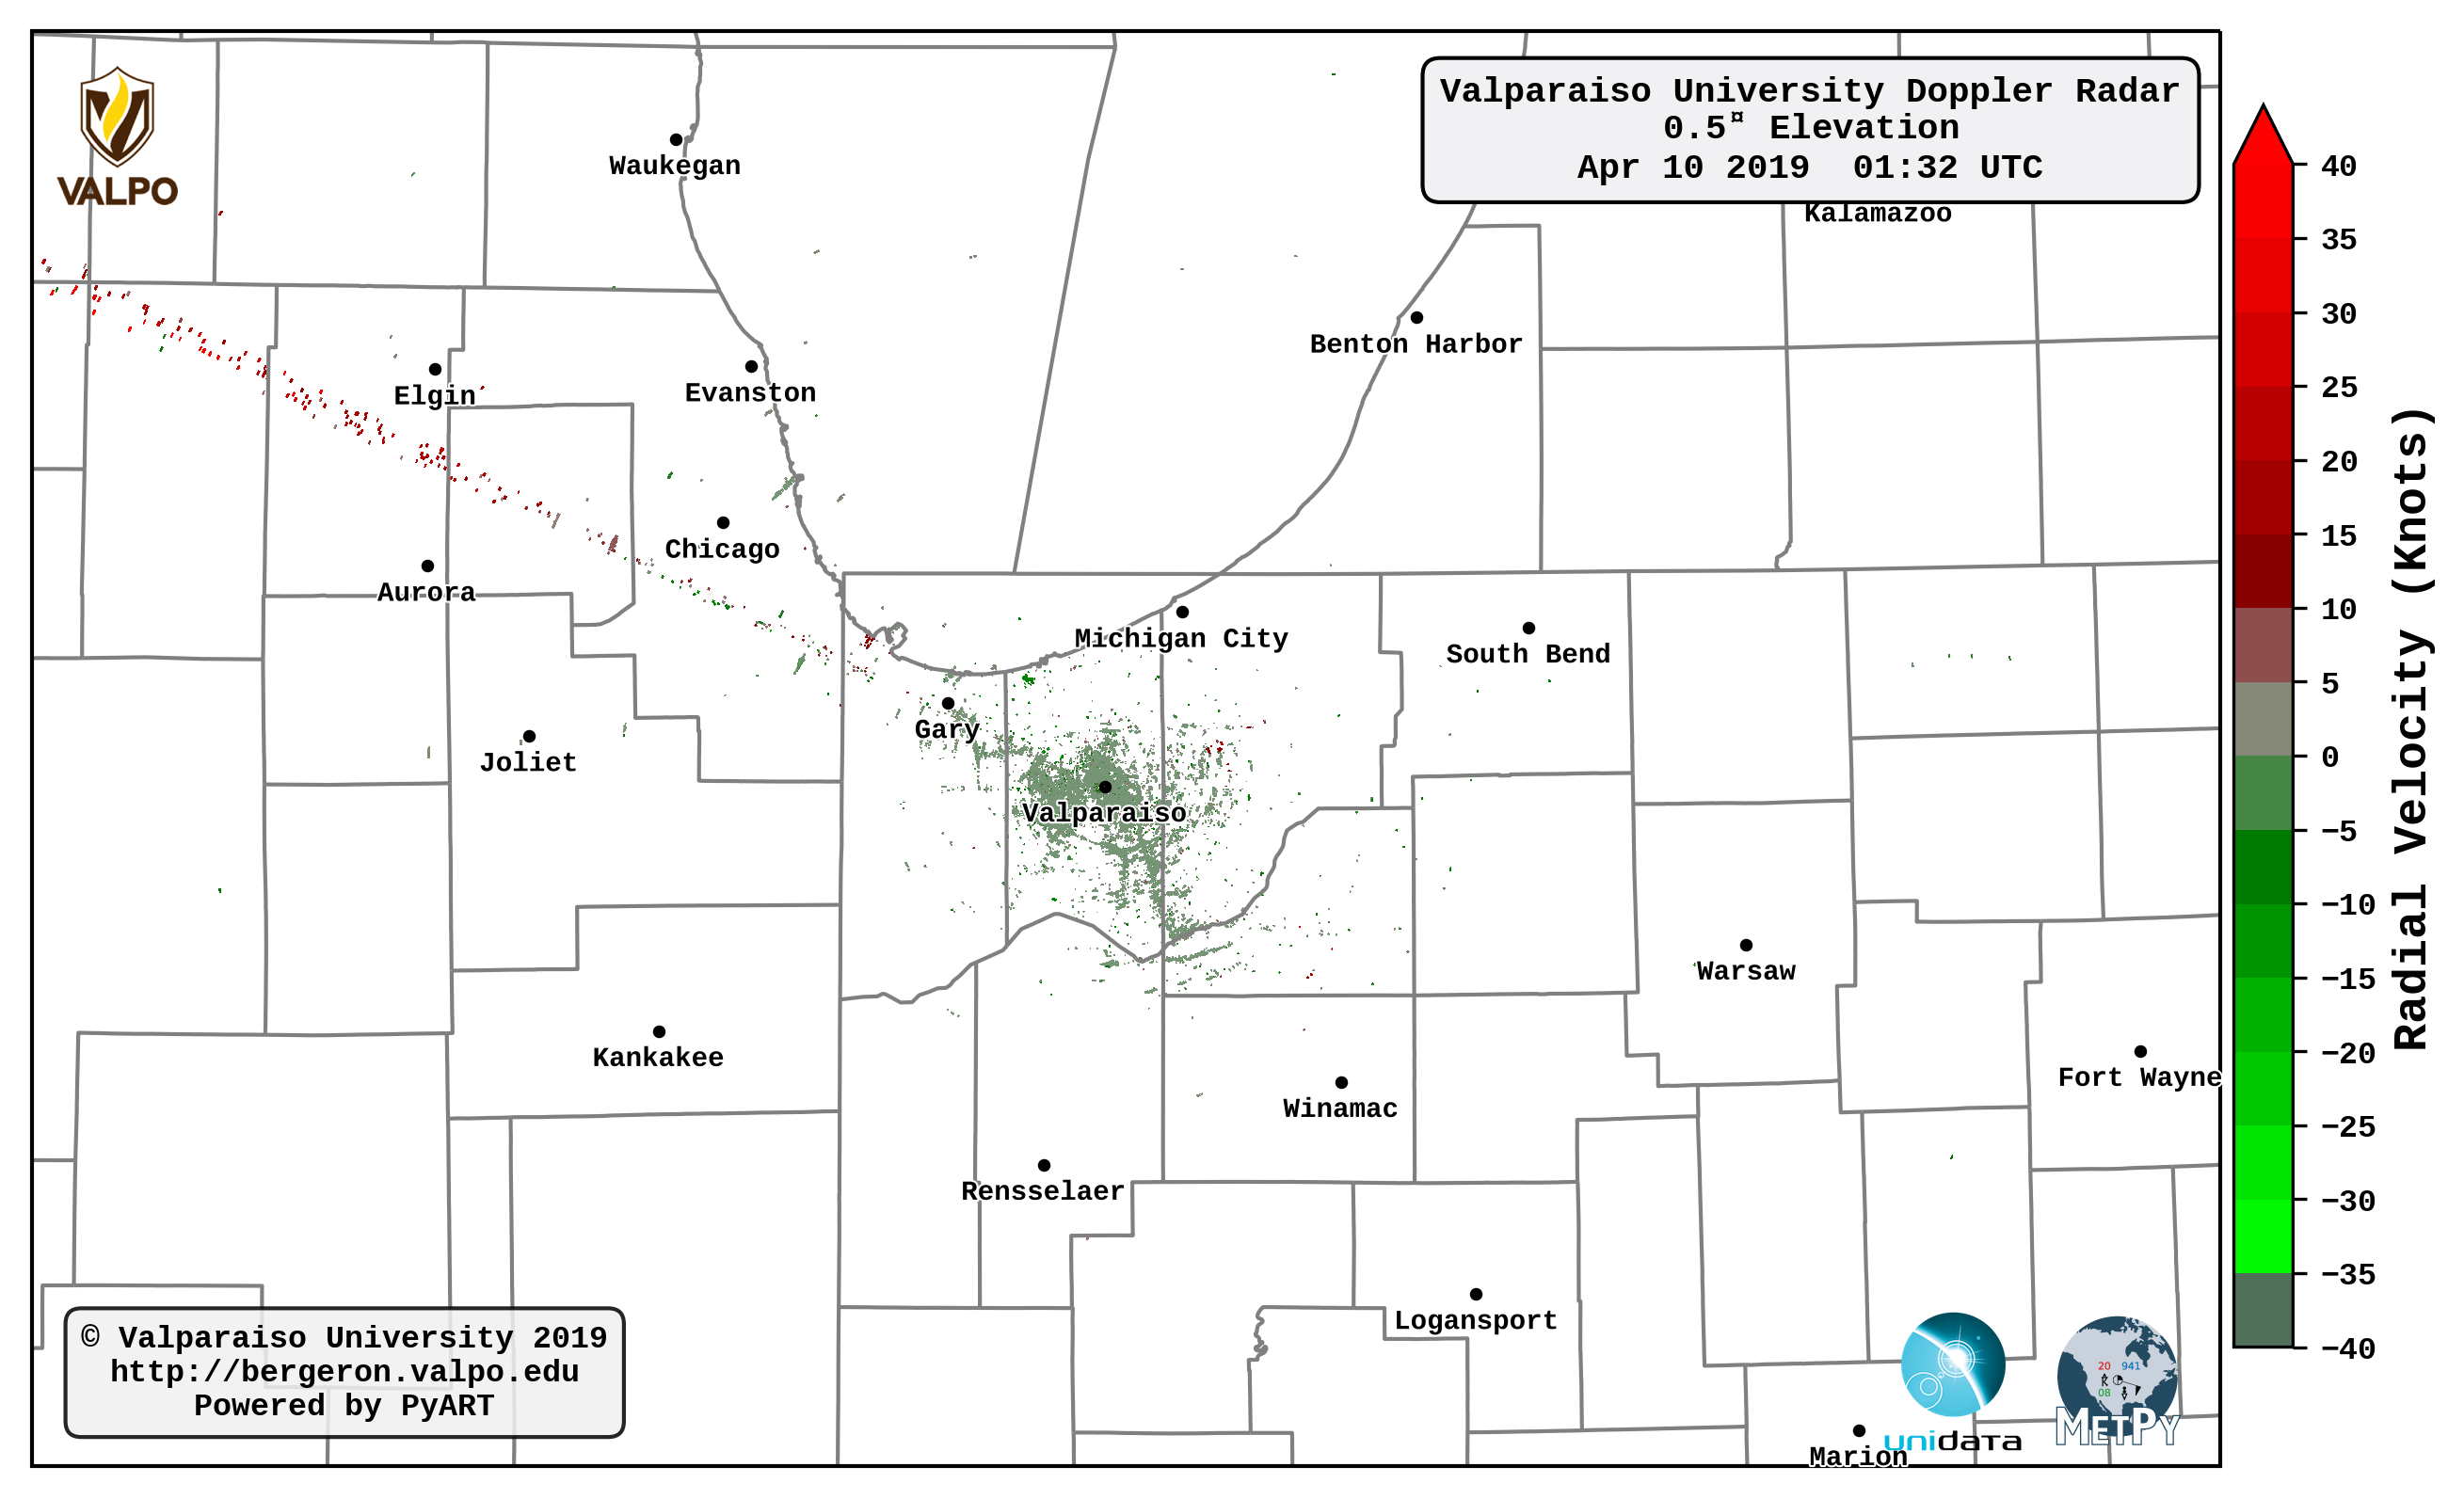 Valparaiso University Doppler Radar
0.5¤ Elevation
Apr 10 2019  01:32 UTC
VALPO
Waukegan
Kalamazoo
Benton Harbor
Elgin
Evanston
Chicago
Aurora
Michigan City
South Bend
Gary
Joliet
Valparaiso
Warsaw
Kankakee
Fort Wayne
Winamac
Rensselaer
Logansport
Marion
40
35
30
25
20
15
10
5
0
−5
−10
−15
−20
−25
−30
−35
−40
Radial Velocity (Knots)
© Valparaiso University 2019
http://bergeron.valpo.edu
Powered by PyART
unidata
20 941
08
METPY